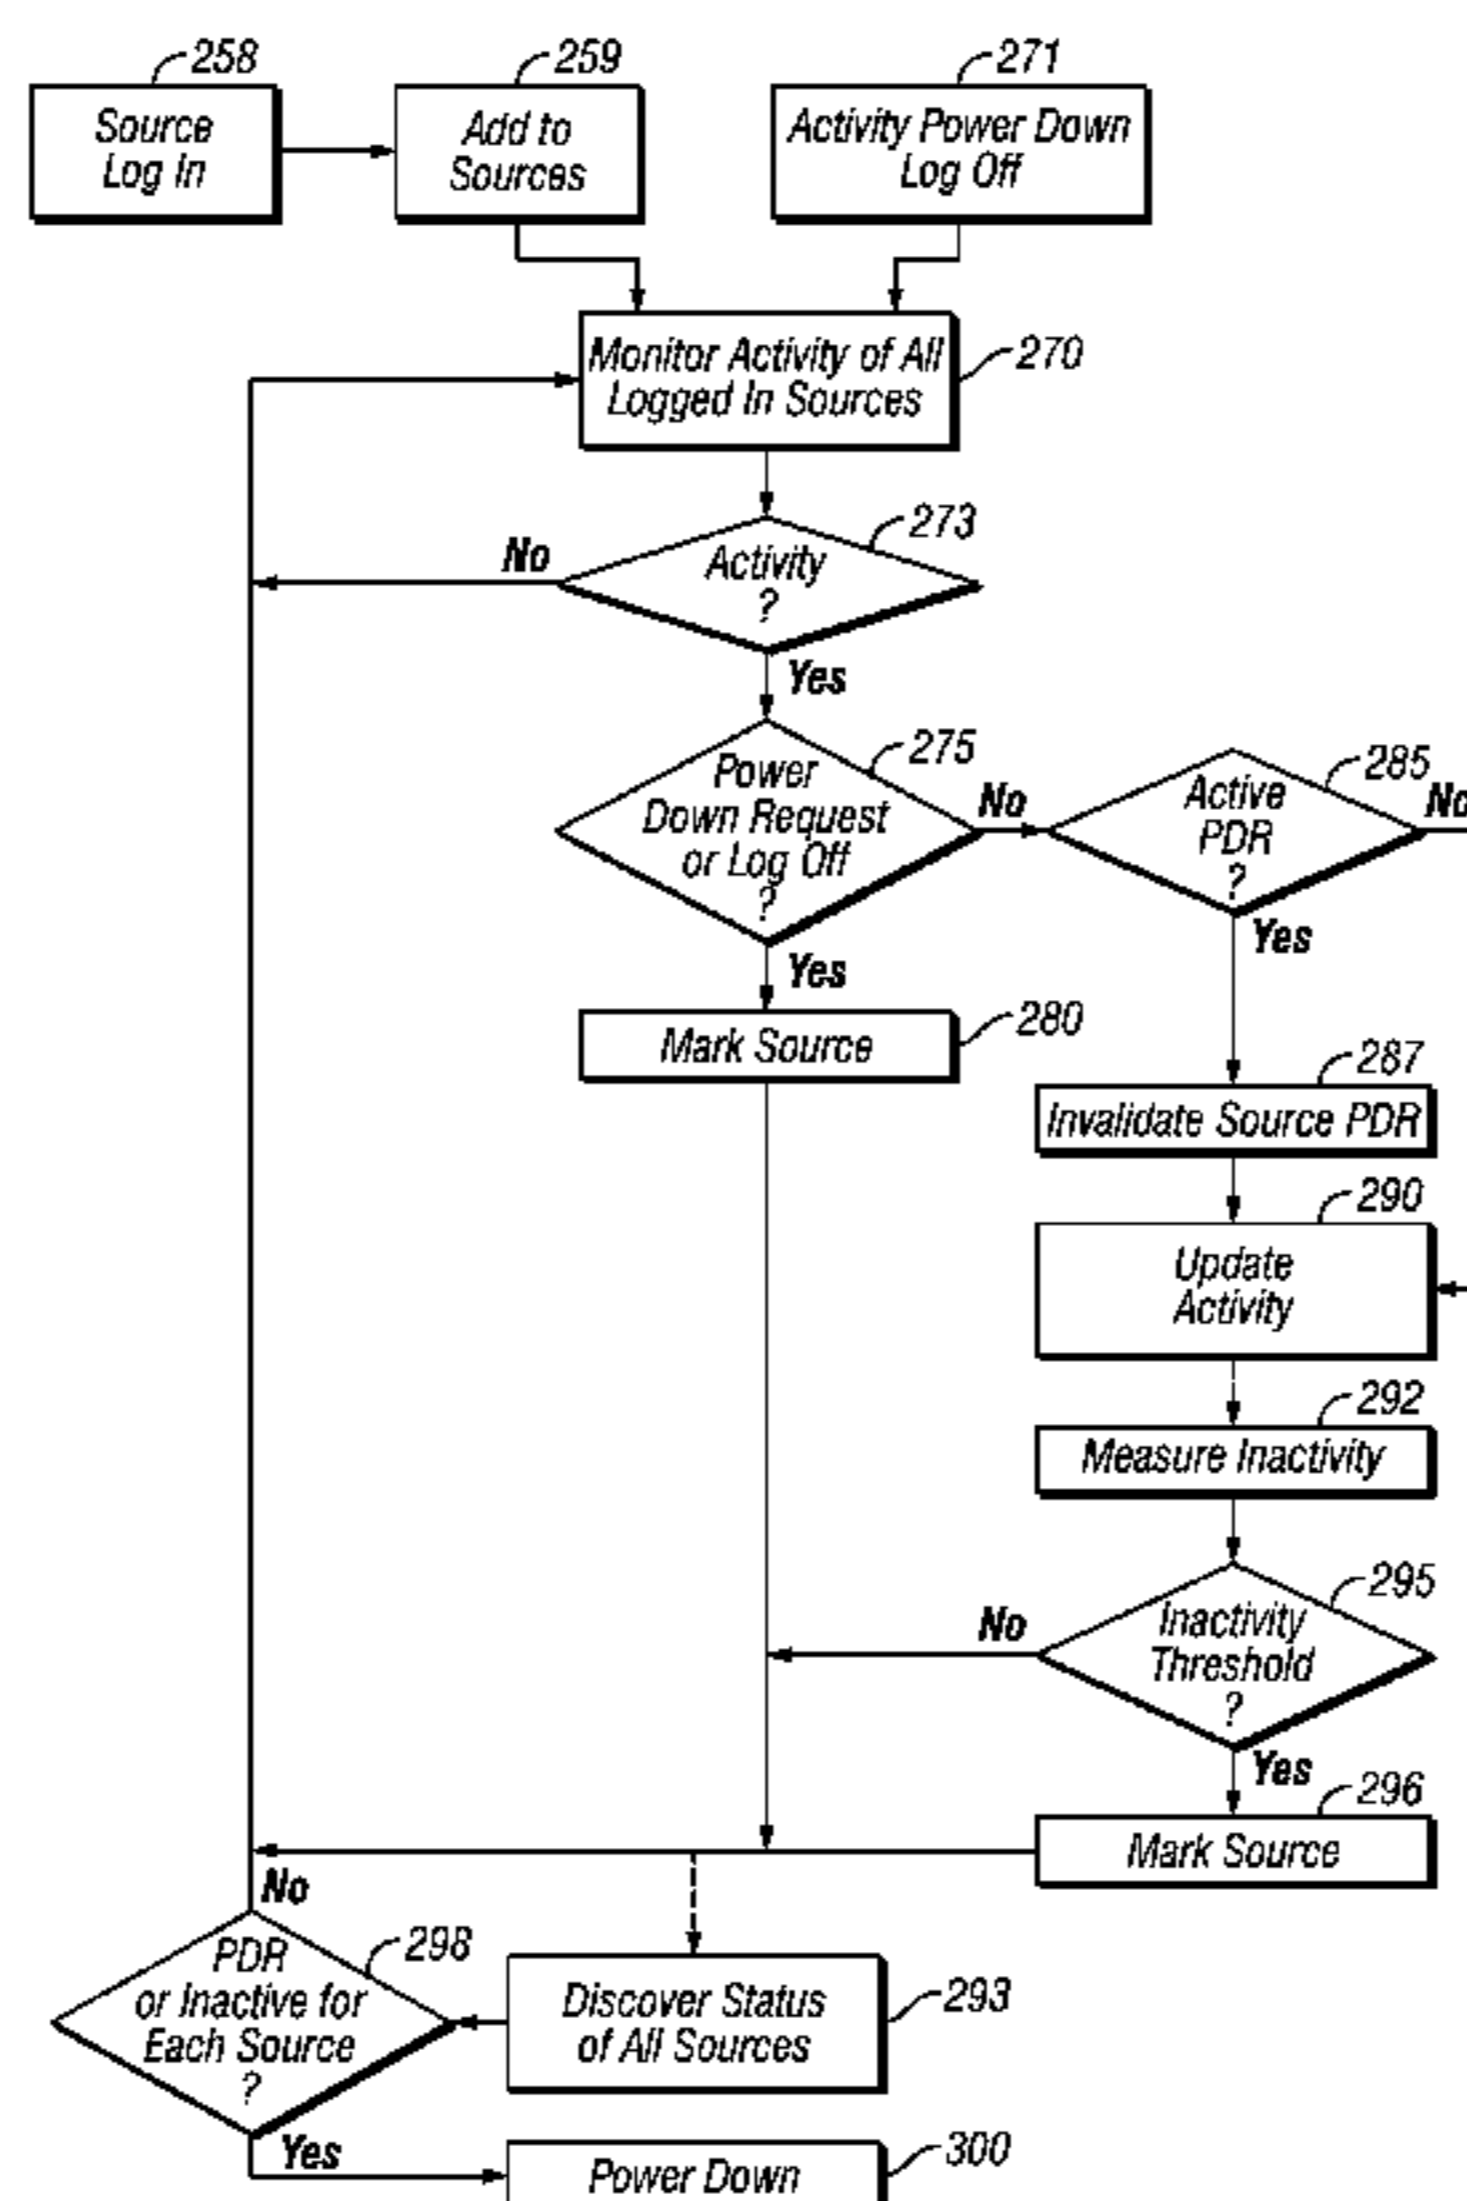 258
259
271
Source
Log In
Add to
Sources
Activity Power Down
Log Off
Monitor Activity of All
Logged In Sources
270
273
No
Activity
?
Yes
275
Power
Down Request
or Log Off
?
No
285
Active
PDR
?
No
Yes
Yes
Mark Source
280
287
Invalidate Source PDR
290
Update
Activity
292
Measure Inactivity
295
No
Inactivity
Threshold
?
Yes
296
Mark Source
No
298
PDR
or Inactive for
Each Source
?
Discover Status
of All Sources
293
Yes
Power Down
300